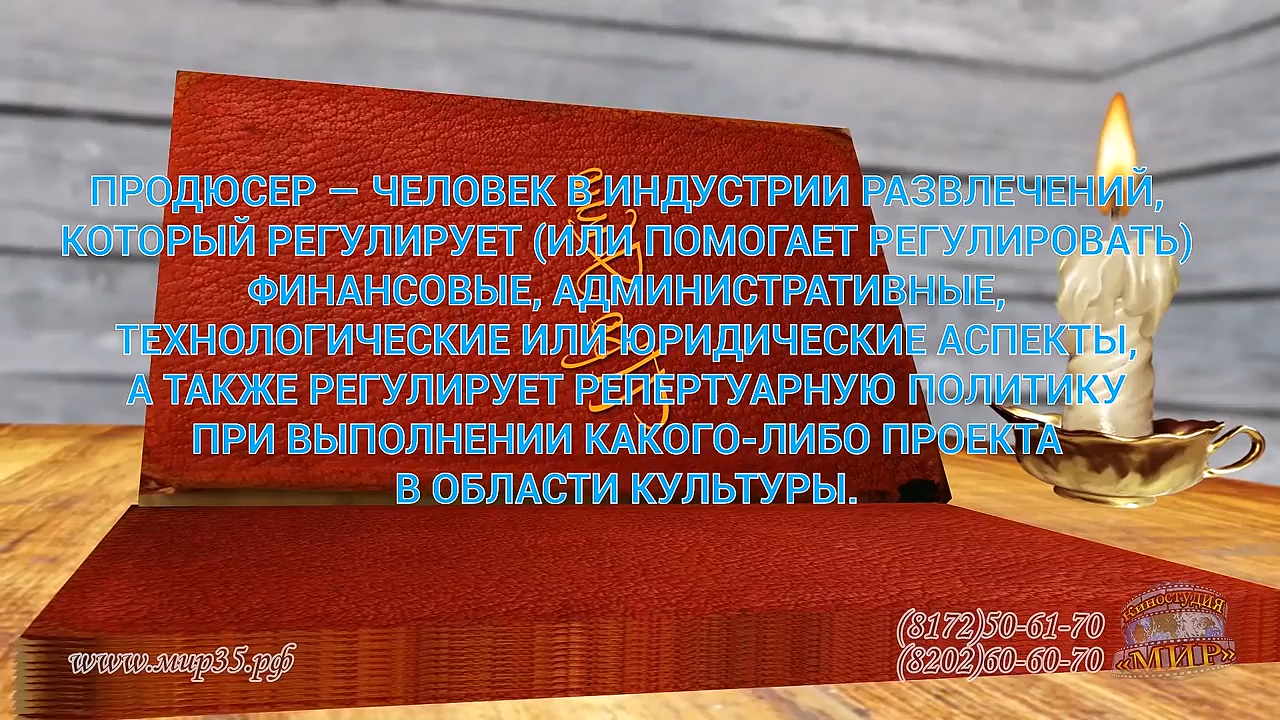 ПРОДЮСЕР — ЧЕЛОВЕК В ИНДУСТРИИ РАЗВЛЕЧЕНИЙ,
КОТОРЫЙ РЕГУЛИРУЕТ (ИЛИ ПОМОГАЕТ РЕГУЛИРОВАТЬ)
ФИНАНСОВЫЕ, АДМИНИСТРАТИВНЫЕ,
ТЕХНОЛОГИЧЕСКИЕ ИЛИ ЮРИДИЧЕСКИЕ АСПЕКТЫ,
А ТАКЖЕ РЕГУЛИРУЕТ РЕПЕРТУАРНУЮ ПОЛИТИКУ
ПРИ ВЫПОЛНЕНИИ КАКОГО-ЛИБО ПРОЕКТА
В ОБЛАСТИ КУЛЬТУРЫ.
www.мир35.рф
(8172)50-61-70
(8202)60-60-70
Киностудия
«МИР»